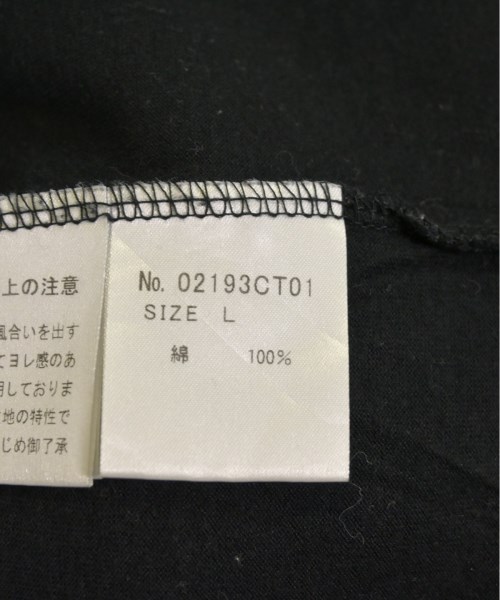 上の注意
風合いを出す
てヨレ感のあ
用しておりま
地の特性で
じめ御了承
No. 02193CT01
SIZE L
綿 100%